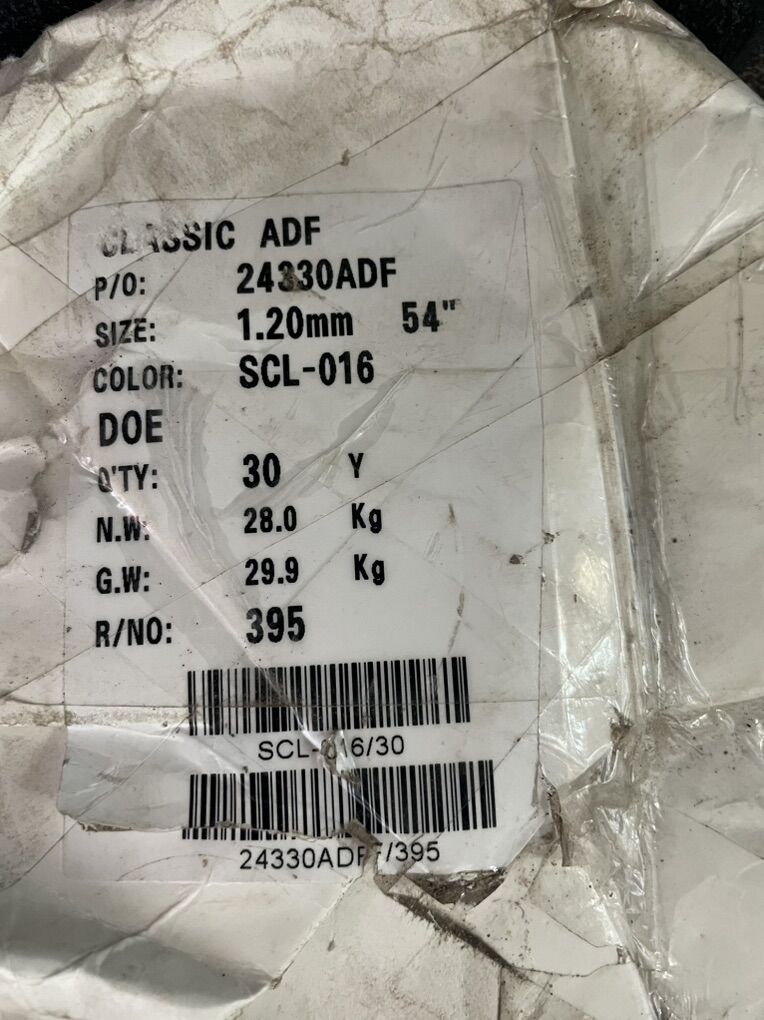 CLASSIC ADF
P/O: 24330ADF
SIZE: 1.20mm 54"
COLOR: SCL-016
DOE
Q'TY: 30 Y
N.W: 28.0 Kg
G.W: 29.9 Kg
R/NO: 395
SCL-016/30
24330ADF/395